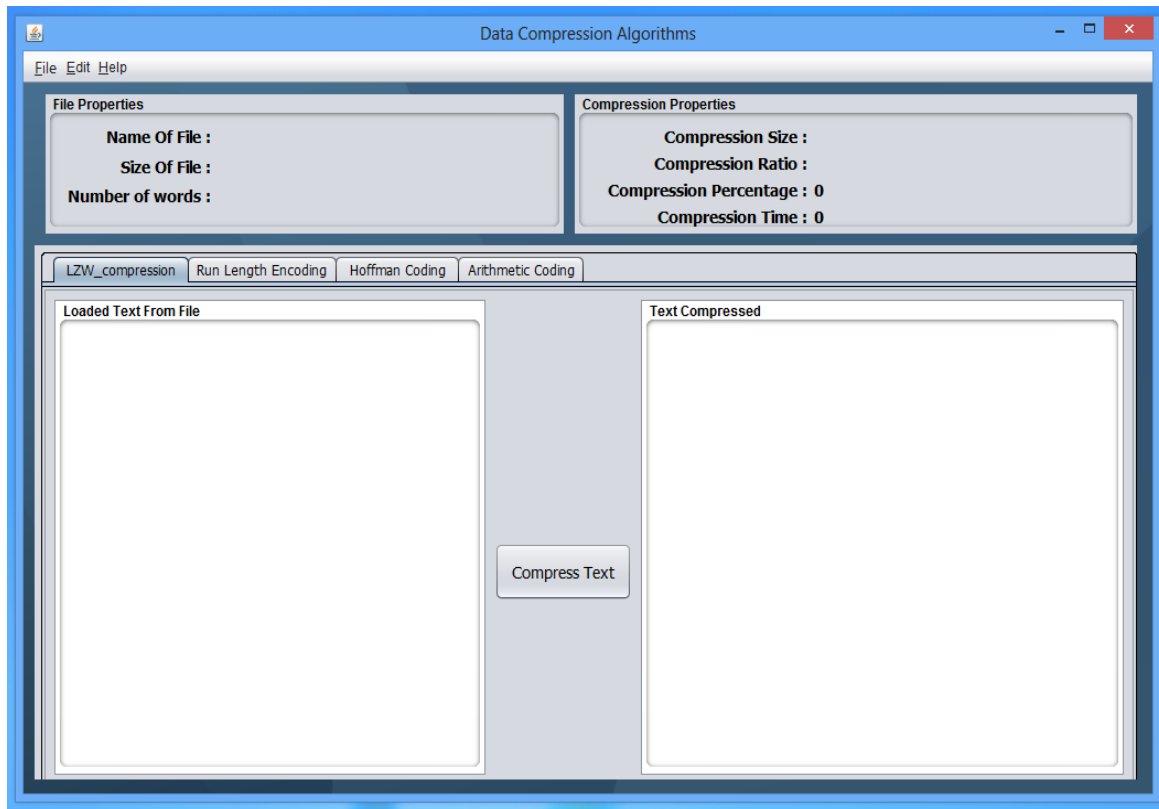 Data Compression Algorithms
File Edit Help
File Properties
Name Of File :
Size Of File :
Number of words :
Compression Properties
Compression Size :
Compression Ratio :
Compression Percentage : 0
Compression Time : 0
LZW_compression Run Length Encoding Hoffman Coding Arithmetic Coding
Loaded Text From File
Compress Text
Text Compressed